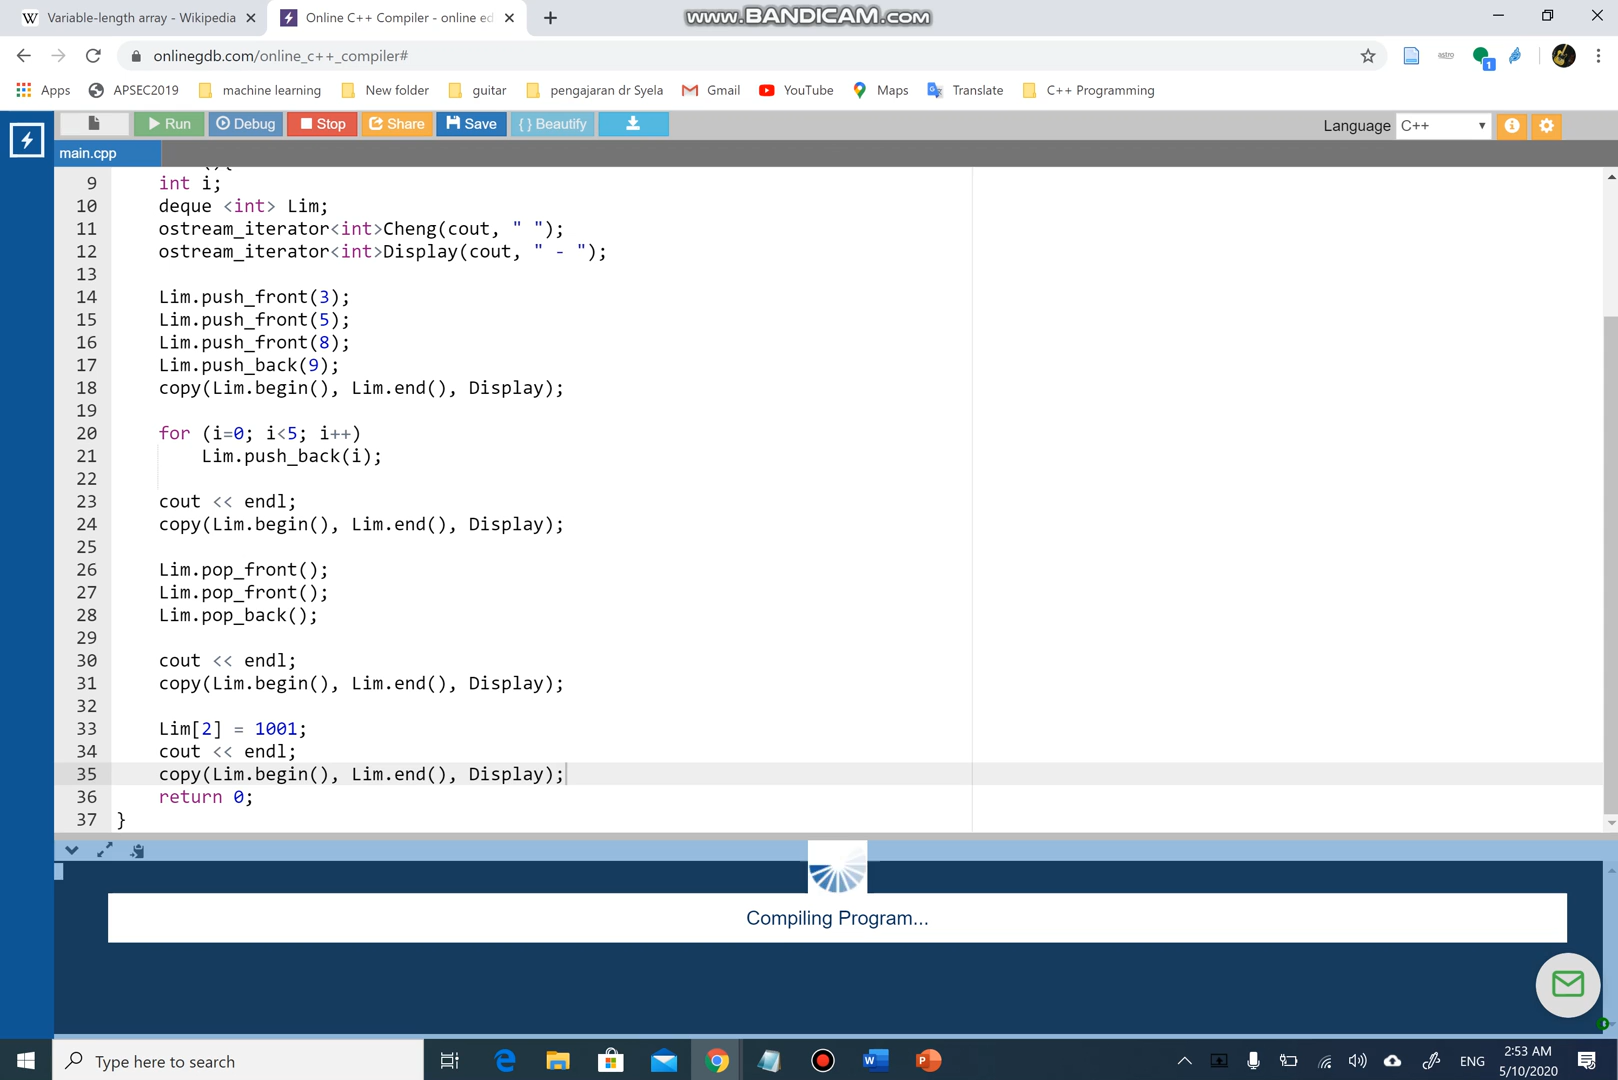 Variable-length array - Wikipedia
Online C++ Compiler - online ed
www.BANDICAM.com
onlinegdb.com/online_c++_compiler#
astro
1
Apps APSEC2019 machine learning New folder guitar pengajaran dr Syela Gmail YouTube Maps Translate C++ Programming
Run Debug Stop Share Save { } Beautify Language C++
main.cpp
9 int i;
10 deque <int> Lim;
11 ostream_iterator<int>Cheng(cout, " ");
12 ostream_iterator<int>Display(cout, " - ");
13
14 Lim.push_front(3);
15 Lim.push_front(5);
16 Lim.push_front(8);
17 Lim.push_back(9);
18 copy(Lim.begin(), Lim.end(), Display);
19
20 for (i=0; i<5; i++)
21 Lim.push_back(i);
22
23 cout << endl;
24 copy(Lim.begin(), Lim.end(), Display);
25
26 Lim.pop_front();
27 Lim.pop_front();
28 Lim.pop_back();
29
30 cout << endl;
31 copy(Lim.begin(), Lim.end(), Display);
32
33 Lim[2] = 1001;
34 cout << endl;
35 copy(Lim.begin(), Lim.end(), Display);
36 return 0;
37 }
Compiling Program...
Type here to search
ENG
2:53 AM
5/10/2020